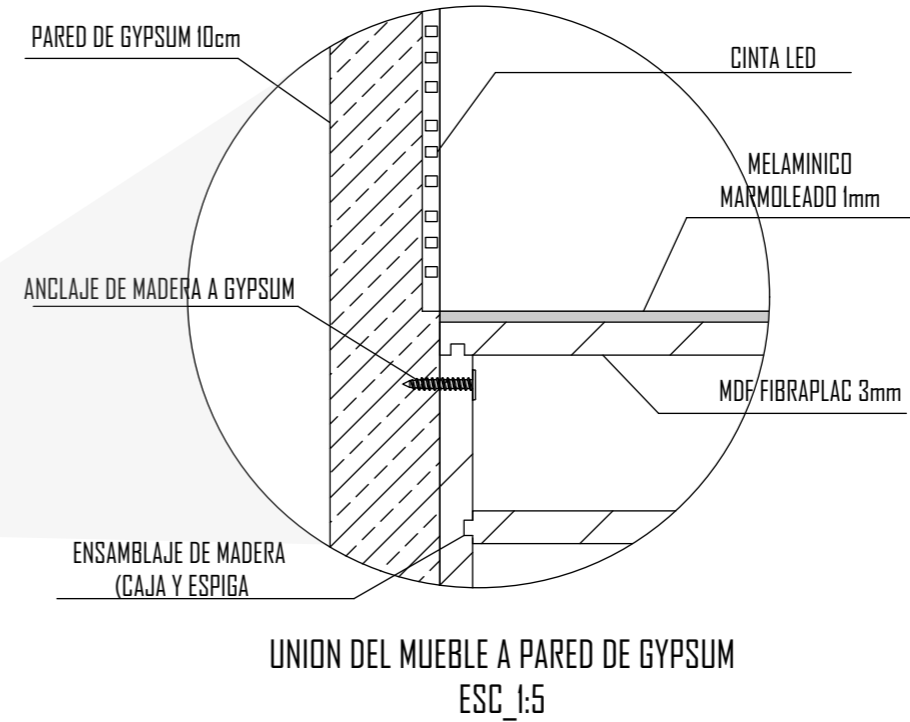 PARED DE GYPSUM 10cm
CINTA LED
MELAMINICO
MARMOLEADO 1mm
ANCLAJE DE MADERA A GYPSUM
MDF FIBRAPLAC 3mm
ENSAMBLAJE DE MADERA
(CAJA Y ESPIGA
UNION DEL MUEBLE A PARED DE GYPSUM
ESC_1:5